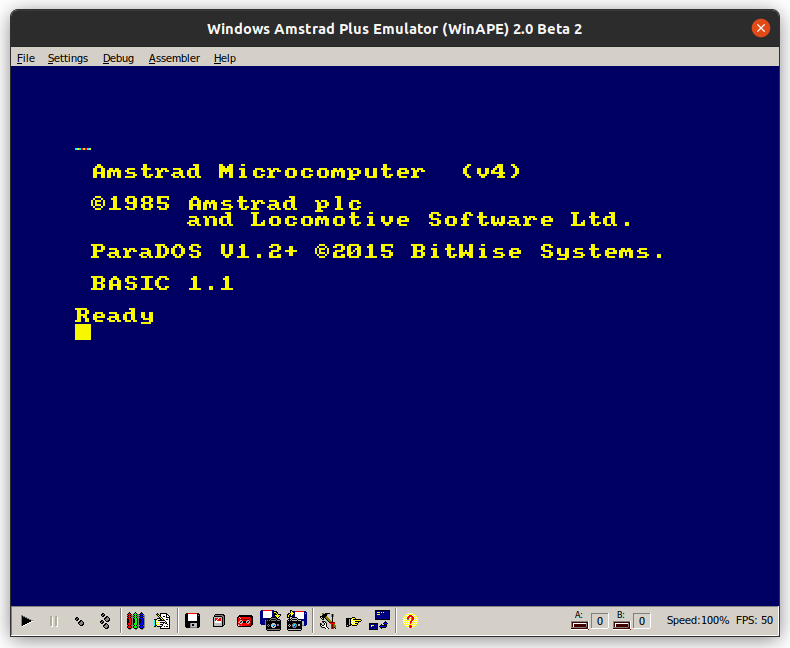 Windows Amstrad Plus Emulator (WinAPE) 2.0 Beta 2
File Settings Debug Assembler Help
Amstrad Microcomputer (v4)
©1985 Amstrad plc
and Locomotive Software Ltd.
ParaDOS V1.2+ ©2015 BitWise Systems.
BASIC 1.1
Ready
A: 0 B: 0 Speed:100% FPS: 50